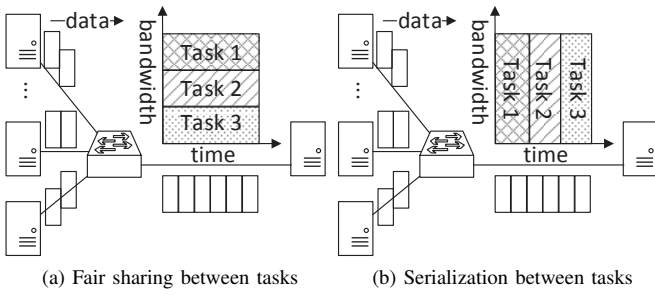 data
bandwidth
Task 1
Task 2
Task 3
time
...
(a) Fair sharing between tasks
data
bandwidth
Task 1
Task 2
Task 3
time
...
(b) Serialization between tasks